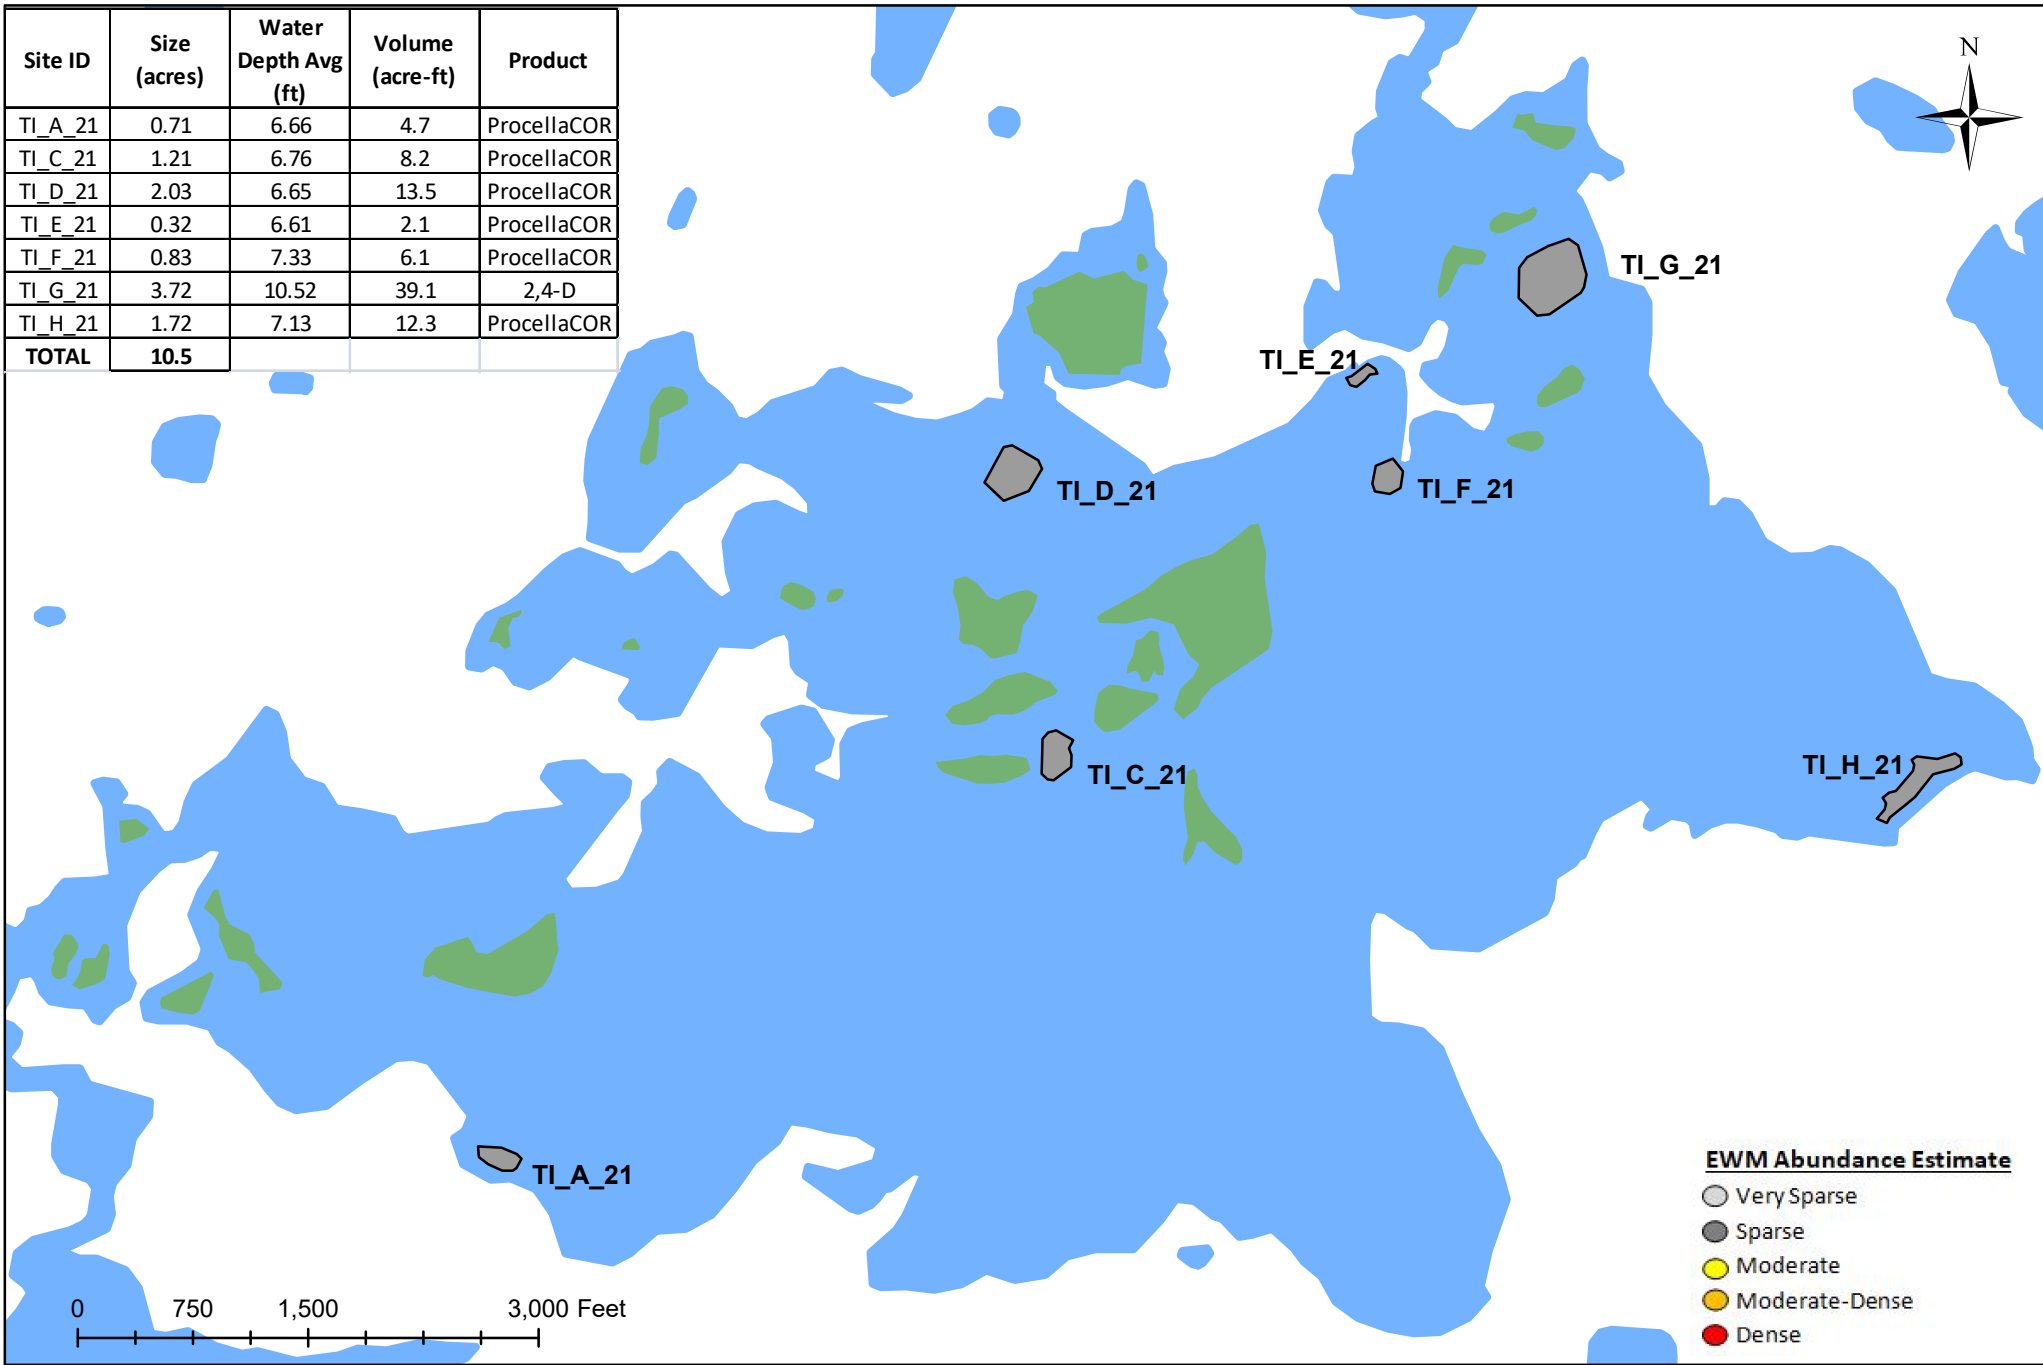 Site ID Size (acres) Water Depth Avg (ft) Volume (acre-ft) Product
TI_A_21 0.71 6.66 4.7 ProcellaCOR
TI_C_21 1.21 6.76 8.2 ProcellaCOR
TI_D_21 2.03 6.65 13.5 ProcellaCOR
TI_E_21 0.32 6.61 2.1 ProcellaCOR
TI_F_21 0.83 7.33 6.1 ProcellaCOR
TI_G_21 3.72 10.52 39.1 2,4-D
TI_H_21 1.72 7.13 12.3 ProcellaCOR
TOTAL 10.5
N
TI_G_21
TI_E_21
TI_D_21
TI_F_21
TI_C_21
TI_H_21
TI_A_21
EWM Abundance Estimate
Very Sparse
Sparse
Moderate
Moderate-Dense
Dense
0 750 1,500 3,000 Feet